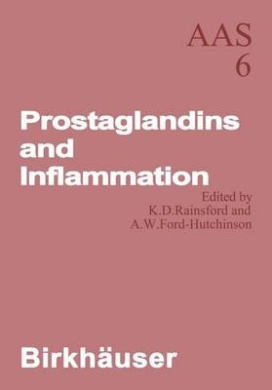 AAS
6
Prostaglandins
and
Inflammation
Edited by
K.D.Rainsford and
A.W.Ford-Hutchinson
Birkhäuser